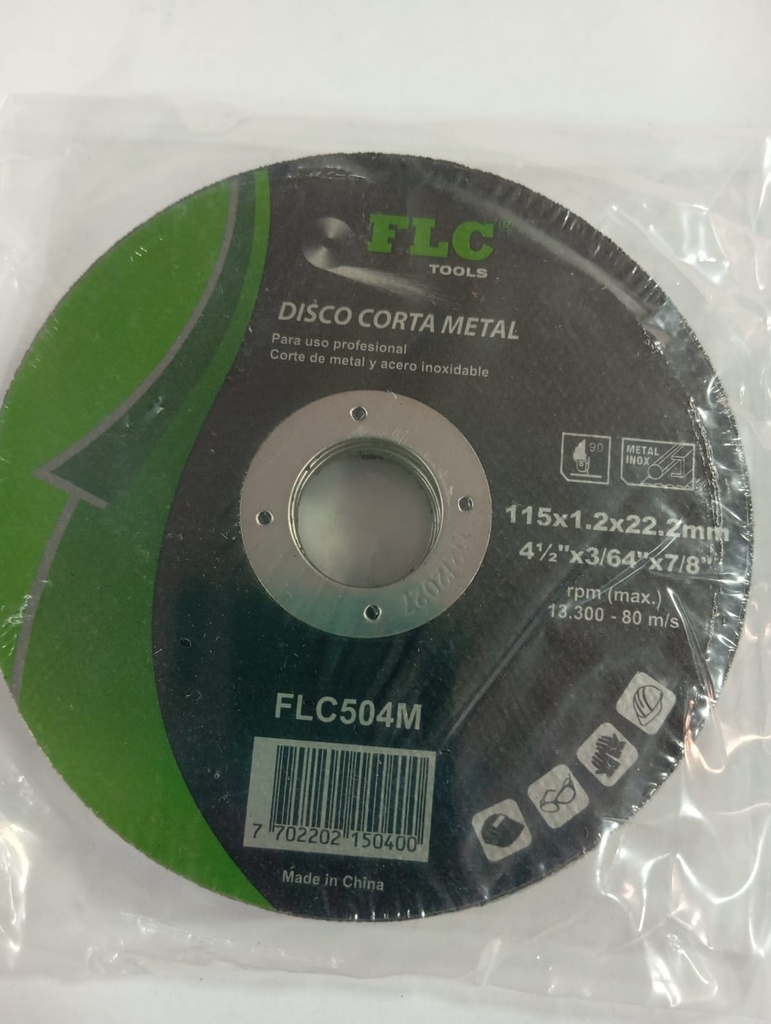 FLC
TOOLS
DISCO CORTA METAL
Para uso profesional
Corte de metal y acero inoxidable
90
METAL
INOX
115x1.2x22.2mm
4½"x3/64"x7/8"
rpm (max.)
13.300 - 80 m/s
FLC504M
7 702202 150400
Made in China